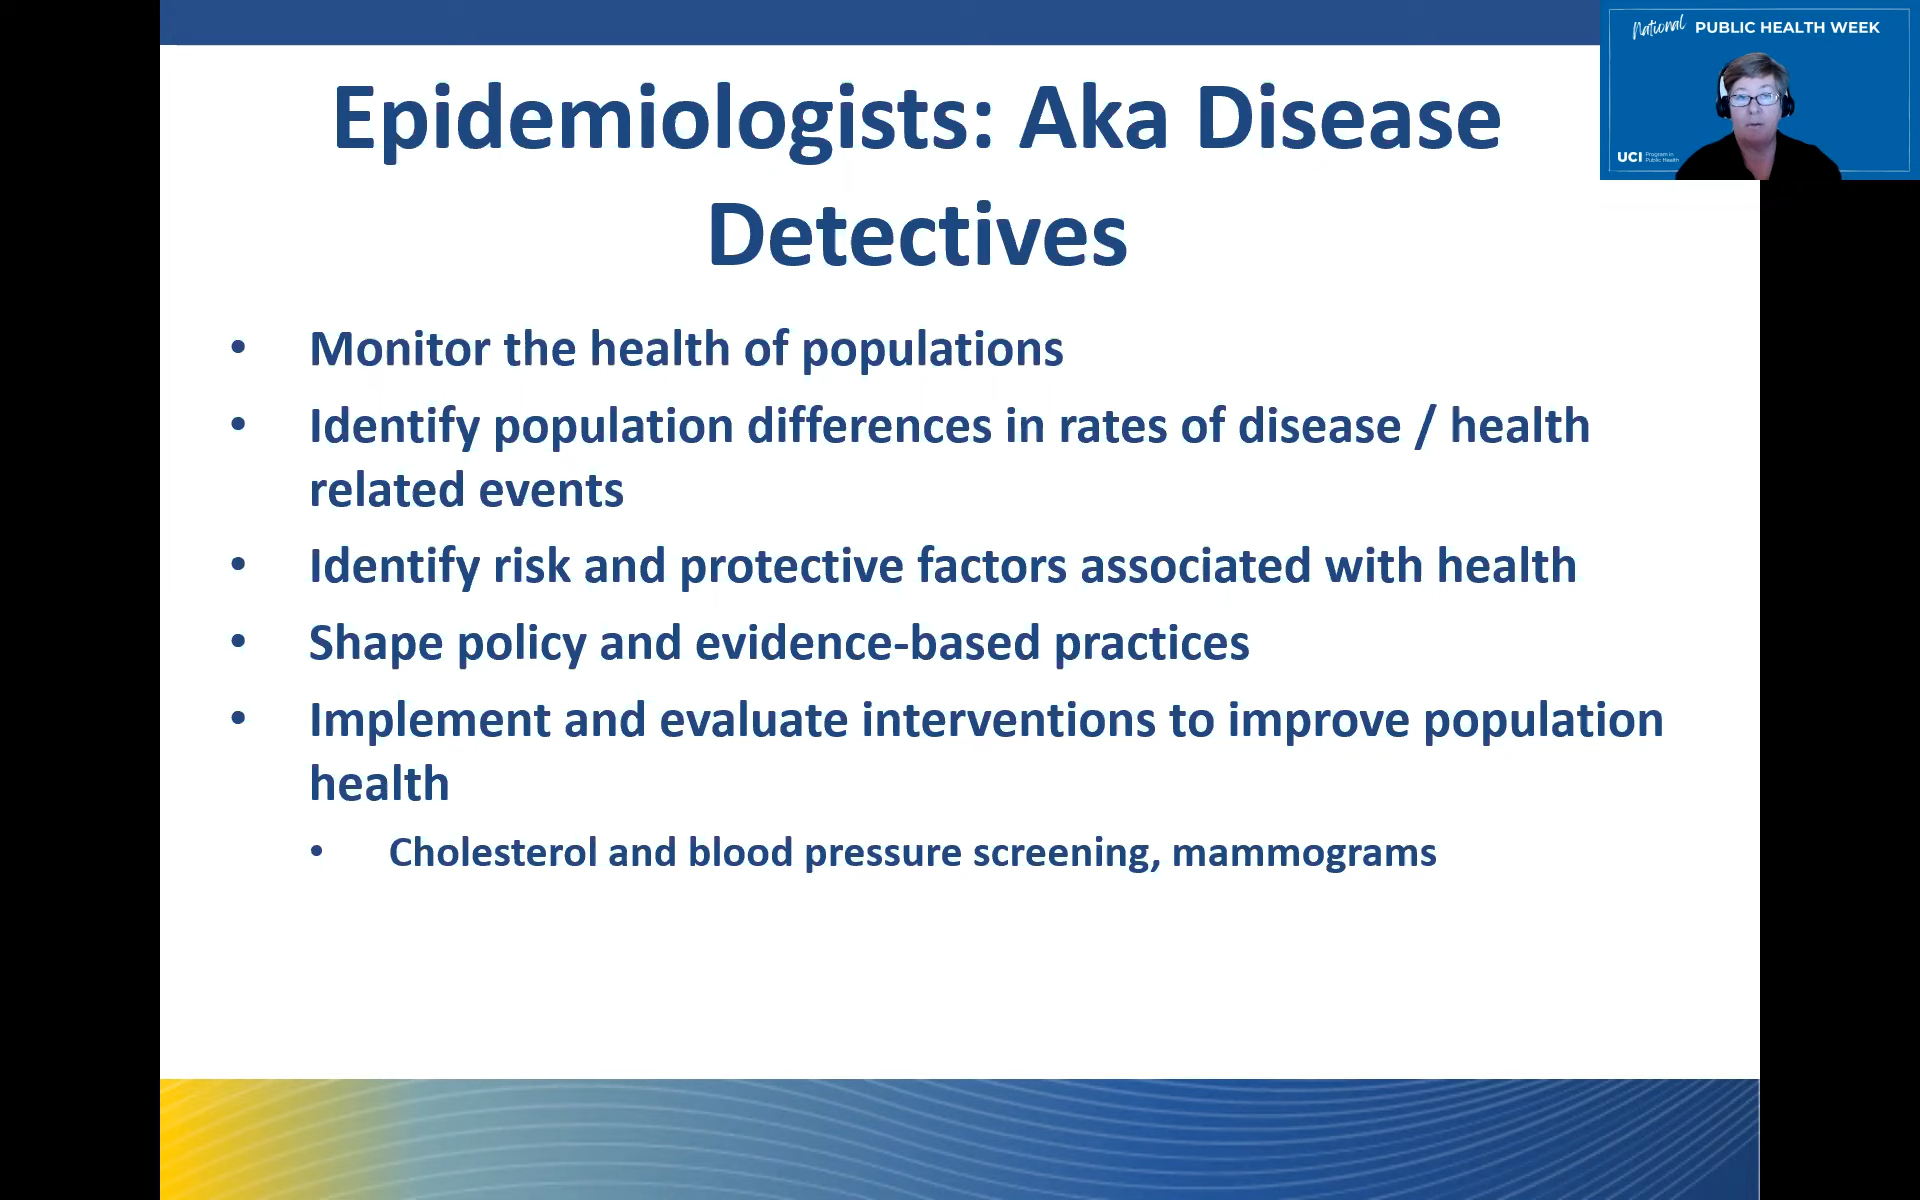 National PUBLIC HEALTH WEEK
UCI Program in
Public Health
Epidemiologists: Aka Disease
Detectives
• Monitor the health of populations
• Identify population differences in rates of disease / health
related events
• Identify risk and protective factors associated with health
• Shape policy and evidence-based practices
• Implement and evaluate interventions to improve population
health
• Cholesterol and blood pressure screening, mammograms